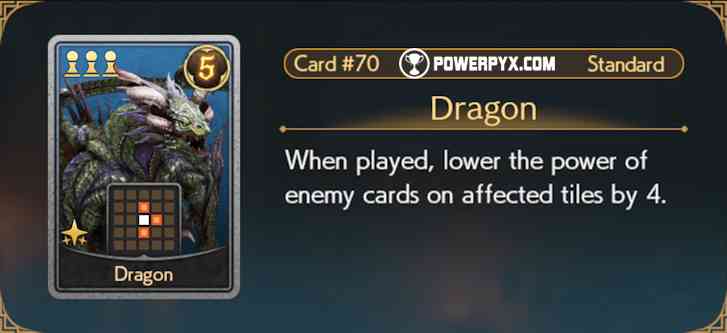 5
Card #70 POWERPYX.COM Standard
Dragon
When played, lower the power of
enemy cards on affected tiles by 4.
Dragon